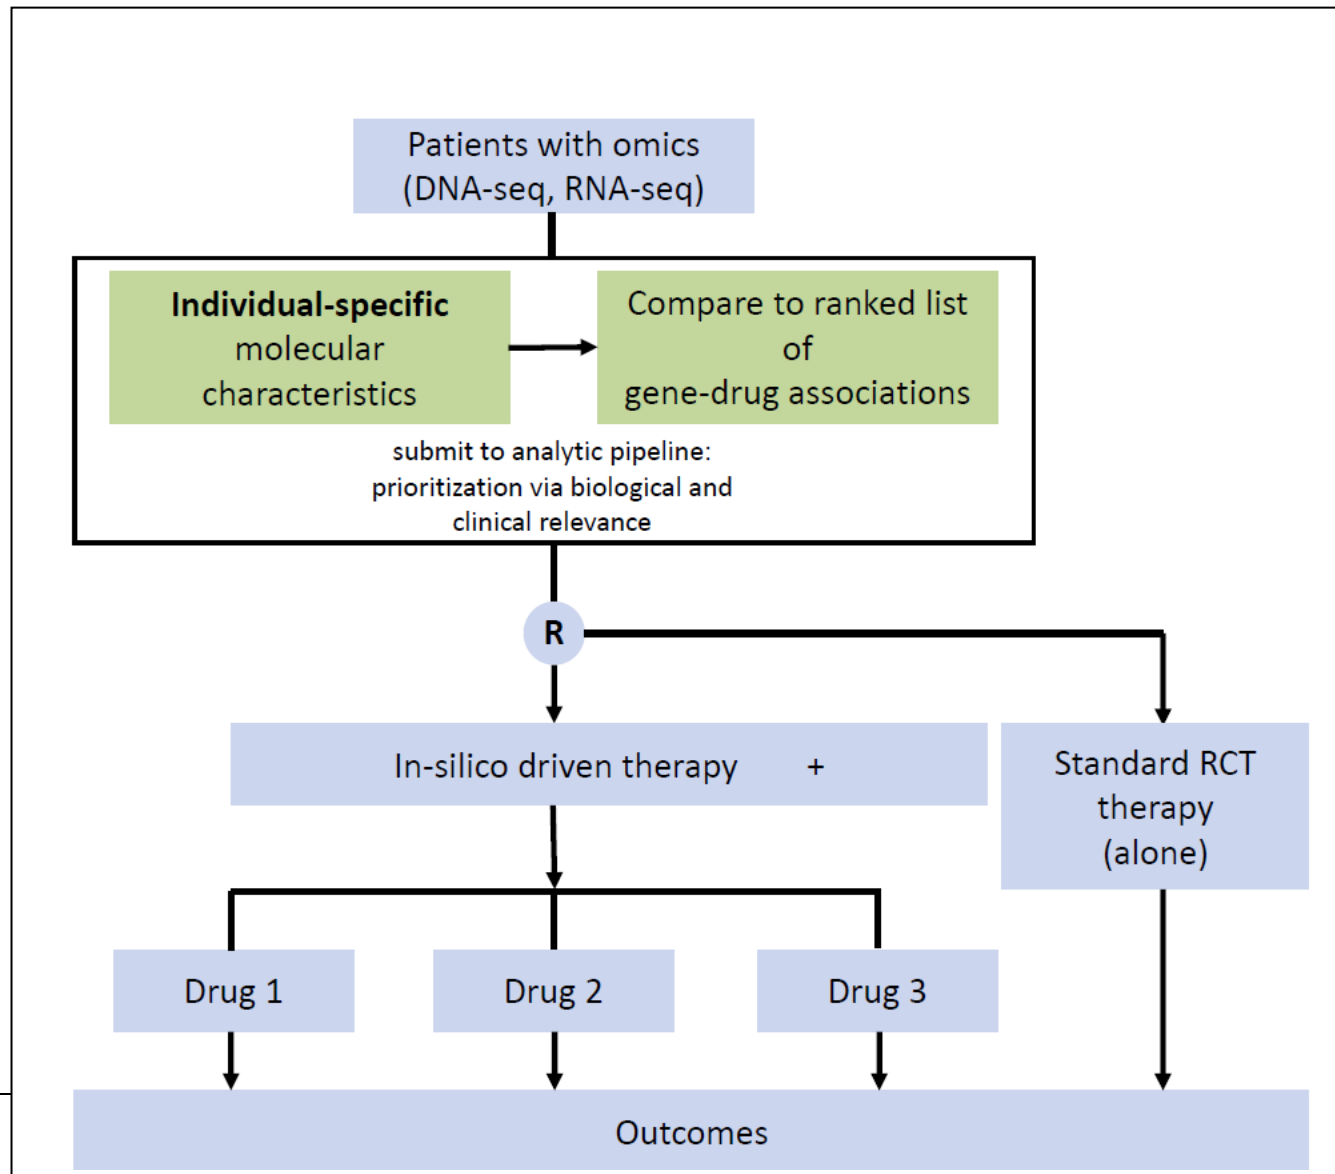 Patients with omics
(DNA-seq, RNA-seq)
Individual-specific
molecular
characteristics
Compare to ranked list
of
gene-drug associations
submit to analytic pipeline:
prioritization via biological and
clinical relevance
R
In-silico driven therapy +
Standard RCT
therapy
(alone)
Drug 1
Drug 2
Drug 3
Outcomes